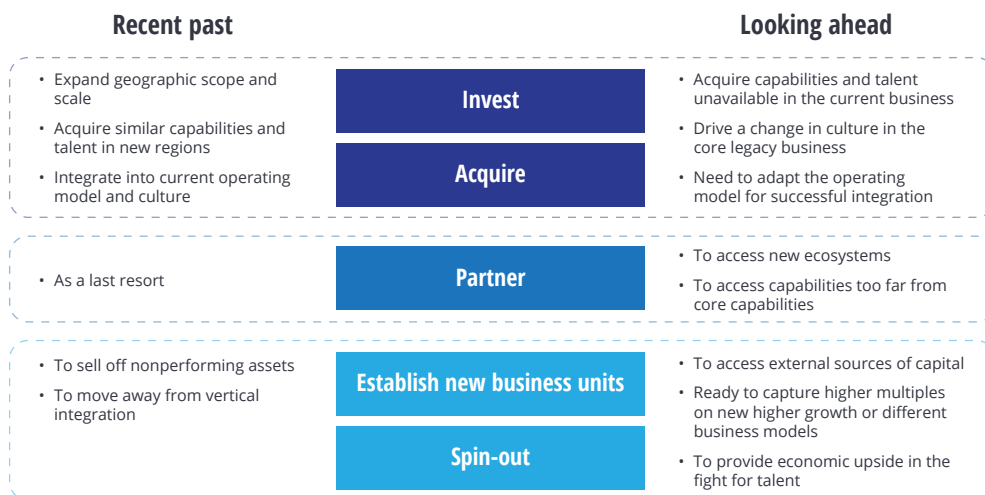 Recent past
Looking ahead
• Expand geographic scope and
scale
• Acquire similar capabilities and
talent in new regions
• Integrate into current operating
model and culture
Invest
Acquire
• Acquire capabilities and talent
unavailable in the current business
• Drive a change in culture in the
core legacy business
• Need to adapt the operating
model for successful integration
• As a last resort
Partner
• To access new ecosystems
• To access capabilities too far from
core capabilities
• To sell off nonperforming assets
• To move away from vertical
integration
Establish new business units
Spin-out
• To access external sources of capital
• Ready to capture higher multiples
on new higher growth or different
business models
• To provide economic upside in the
fight for talent